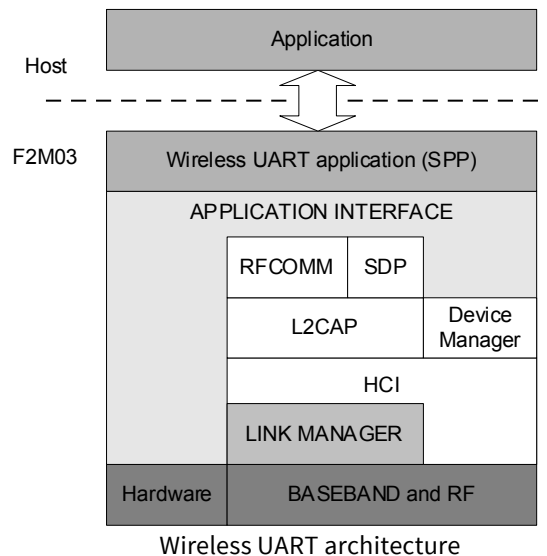 Application
Host
F2M03
Wireless UART application (SPP)
APPLICATION INTERFACE
RFCOMM
SDP
L2CAP
Device
Manager
HCI
LINK MANAGER
Hardware
BASEBAND and RF
Wireless UART architecture